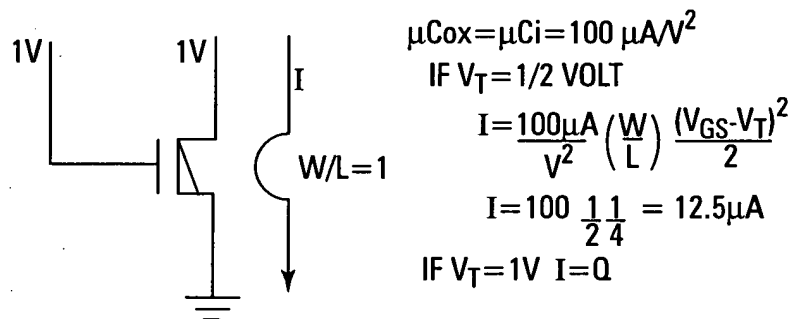 1V
1V
I
W/L=1
μCox=μCi=100 μA/V²
IF V_T=1/2 VOLT
I=100μA/V² (W/L) (V_GS-V_T)²/2
I=100 1/2 1/4 = 12.5μA
IF V_T=1V I=Q